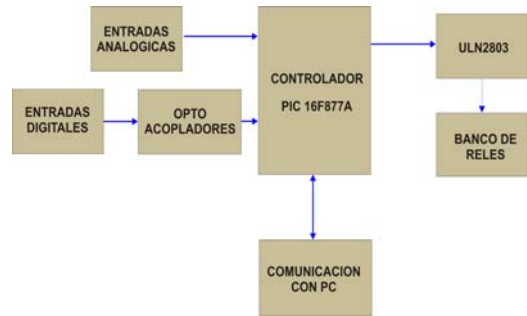 ENTRADAS
ANALOGICAS
ENTRADAS
DIGITALES
OPTO
ACOPLADORES
CONTROLADOR
PIC 16F877A
ULN2803
BANCO DE
RELES
COMUNICACION
CON PC